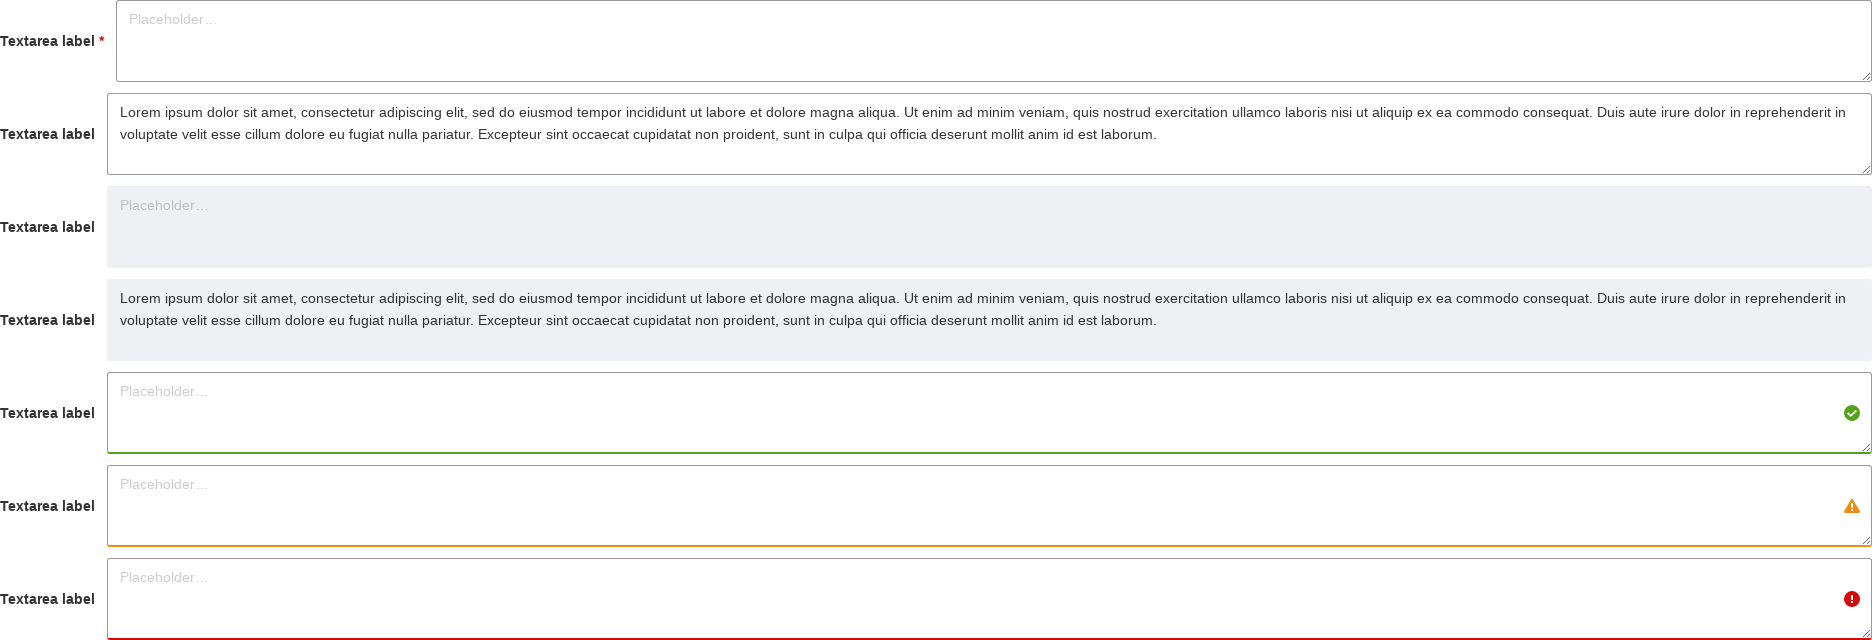 Placeholder…
Textarea label *
Lorem ipsum dolor sit amet, consectetur adipiscing elit, sed do eiusmod tempor incididunt ut labore et dolore magna aliqua. Ut enim ad minim veniam, quis nostrud exercitation ullamco laboris nisi ut aliquip ex ea commodo consequat. Duis aute irure dolor in reprehenderit in
Textarea label
voluptate velit esse cillum dolore eu fugiat nulla pariatur. Excepteur sint occaecat cupidatat non proident, sunt in culpa qui officia deserunt mollit anim id est laborum.
Placeholder…
Textarea label
Lorem ipsum dolor sit amet, consectetur adipiscing elit, sed do eiusmod tempor incididunt ut labore et dolore magna aliqua. Ut enim ad minim veniam, quis nostrud exercitation ullamco laboris nisi ut aliquip ex ea commodo consequat. Duis aute irure dolor in reprehenderit in
Textarea label
voluptate velit esse cillum dolore eu fugiat nulla pariatur. Excepteur sint occaecat cupidatat non proident, sunt in culpa qui officia deserunt mollit anim id est laborum.
Placeholder…
Textarea label
Placeholder…
Textarea label
Placeholder…
Textarea label